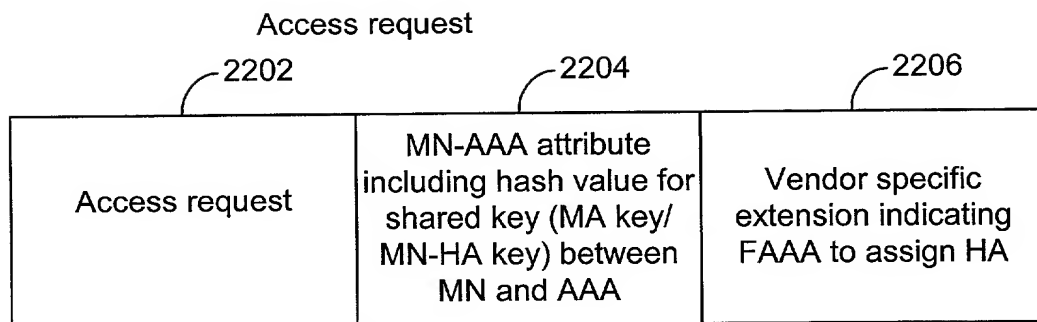 Access request
2202
2204
2206
Access request
MN-AAA attribute
including hash value for
shared key (MA key/
MN-HA key) between
MN and AAA
Vendor specific
extension indicating
FAAA to assign HA